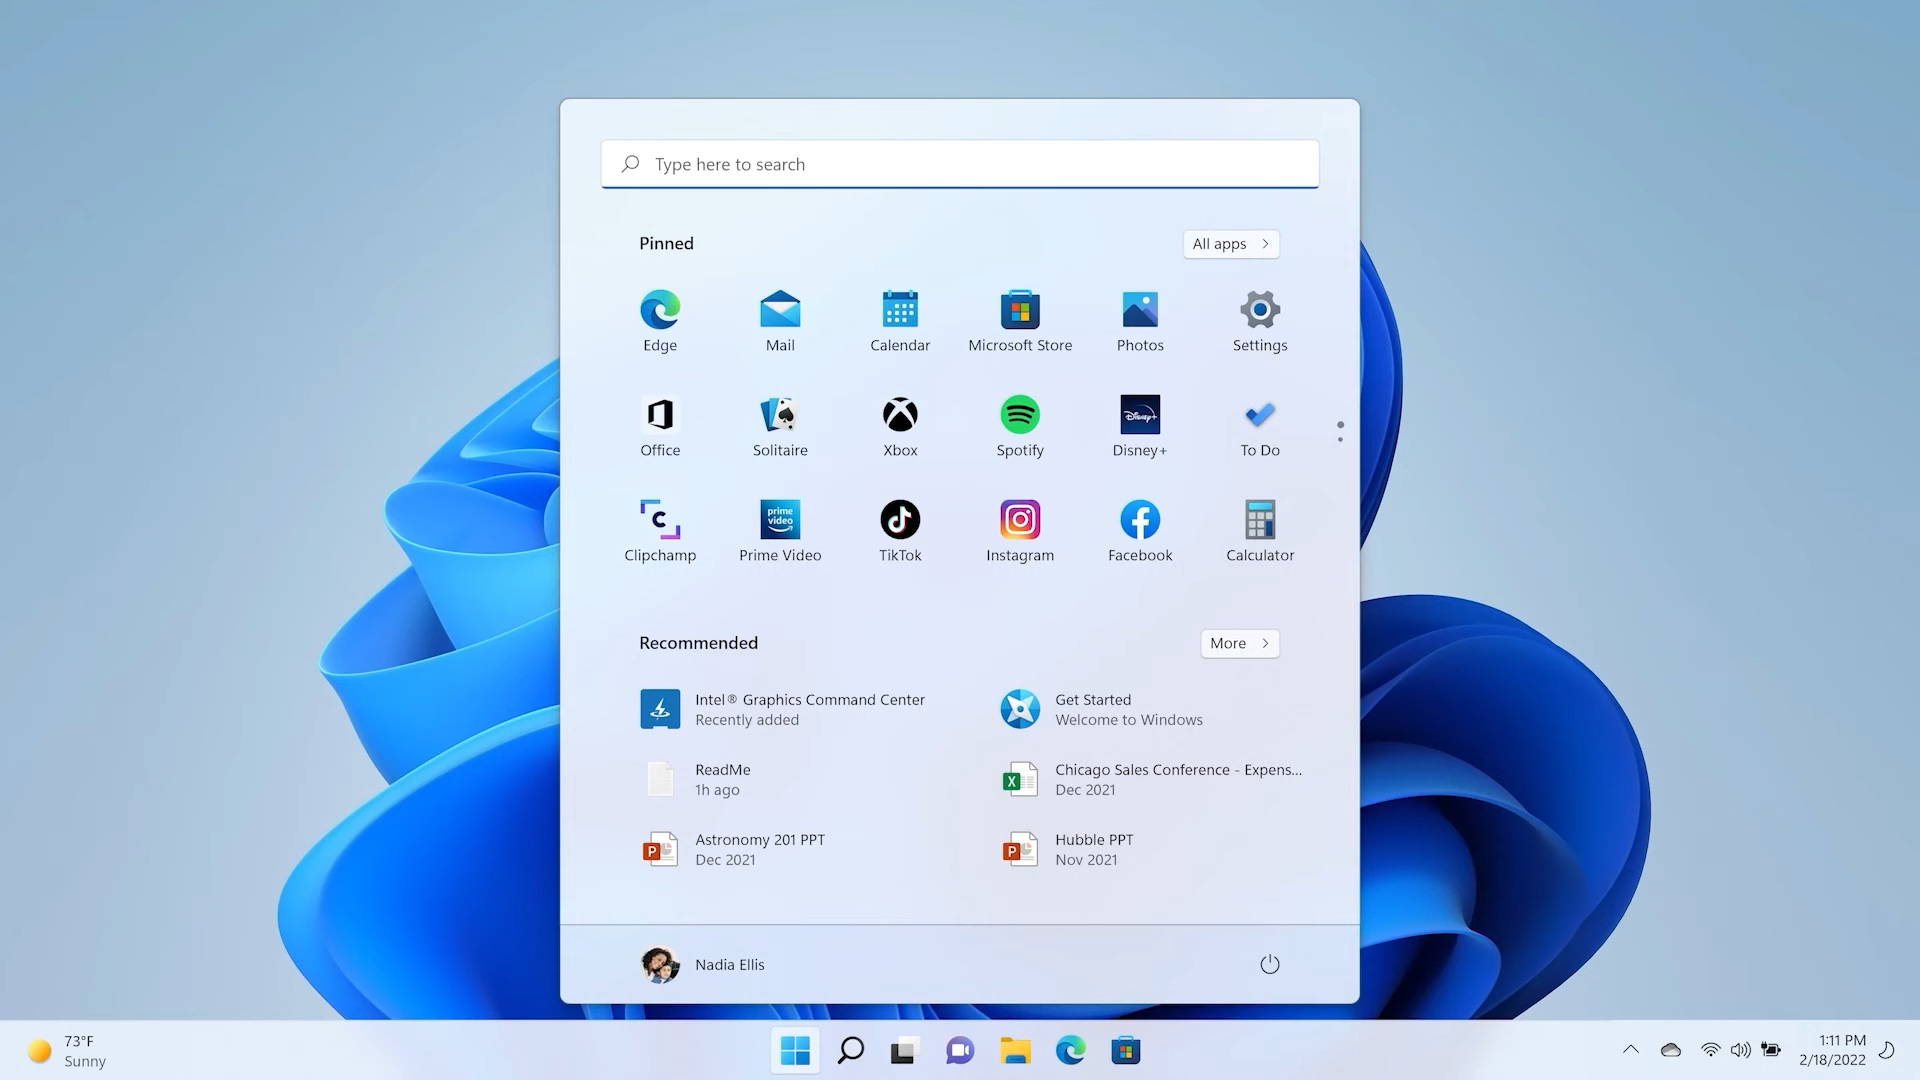 Type here to search
Pinned
All apps
Edge
Mail
Calendar
Microsoft Store
Photos
Settings
Disney+
Office
Solitaire
Xbox
Spotify
Disney+
To Do
C
prime video
Clipchamp
Prime Video
TikTok
Instagram
Facebook
Calculator
Recommended
More
Intel® Graphics Command Center
Recently added
Get Started
Welcome to Windows
ReadMe
1h ago
X
Chicago Sales Conference - Expens...
Dec 2021
P
Astronomy 201 PPT
Dec 2021
P
Hubble PPT
Nov 2021
Nadia Ellis
73°F
Sunny
1:11 PM
2/18/2022